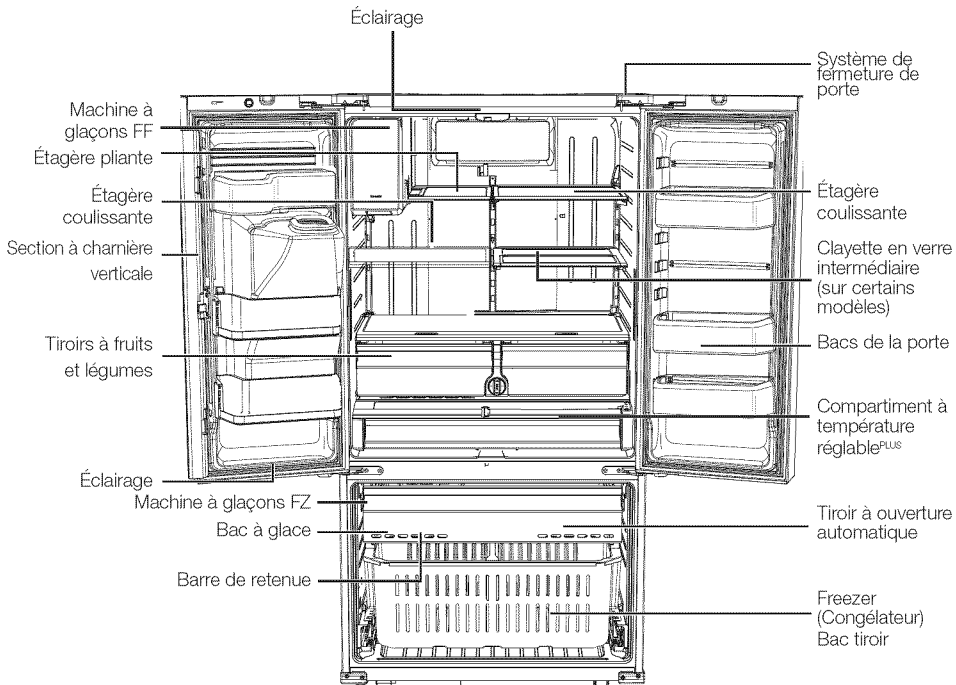 Éclairage
Système de
fermeture de
porte
Machine à
glaçons FF
Étagère pliante
Étagère
coulissante
Section à charnière
verticale
Tiroirs à fruits
et légumes
Éclairage
Machine à glaçons FZ
Bac à glace
Barre de retenue
Étagère
coulissante
Clayette en verre
intermédiaire
(sur certains
modèles)
Bacs de la porte
Compartiment à
température
réglablePLUS
Tiroir à ouverture
automatique
Freezer
(Congélateur)
Bac tiroir